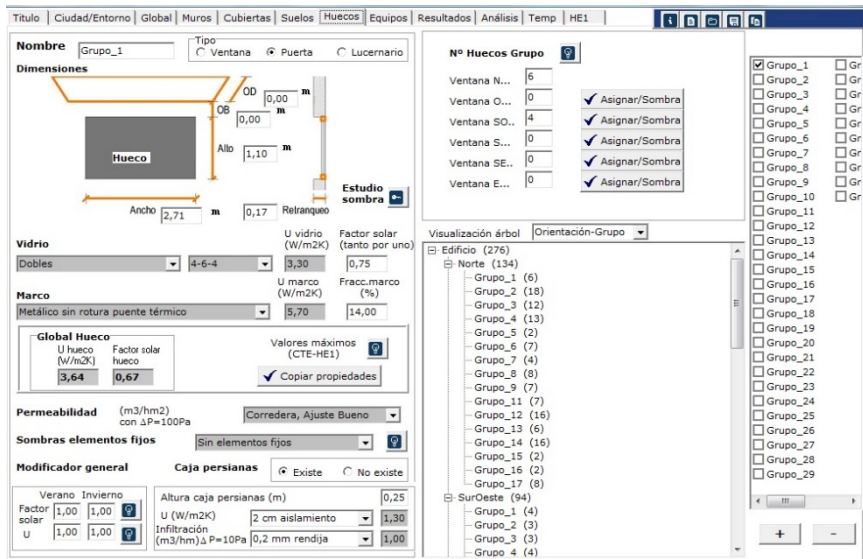 Titulo Ciudad/Entorno Global Muros Cubiertas Suelos Huecos Equipos Resultados Análisis Temp HE1
Nombre Grupo_1
Tipo
Ventana Puerta Lucernario
Dimensiones
OD 0,00 m
OB 0,00 m
Alto 1,10 m
Hueco
Ancho 2,71 m 0,17 Retranqueo
Estudio sombra
Vidrio
U vidrio (W/m2K)
Factor solar (tanto por uno)
Dobles 4-6-4 3,30 0,75
Marco
U marco (W/m2K)
Fracc.marco (%)
Metálico sin rotura puente térmico 5,70 14,00
Global Hueco
U hueco (W/m2K)
Factor solar hueco
3,64 0,67
Valores máximos (CTE-HE1)
Copiar propiedades
Permeabilidad (m3/hm2) con ΔP=100Pa Corredera, Ajuste Bueno
Sombras elementos fijos Sin elementos fijos
Modificador general
Caja persianas Existe No existe
Verano Invierno
Factor solar 1,00 1,00
U 1,00 1,00
Altura caja persianas (m) 0,25
U (W/m2K) 2 cm aislamiento 1,30
Infiltración (m3/hm)Δ P=10Pa 0,2 mm rendija 1,00
Nº Huecos Grupo
Ventana N... 6
Ventana O... 0 Asignar/Sombra
Ventana SO.. 4 Asignar/Sombra
Ventana S... 0 Asignar/Sombra
Ventana SE.. 0 Asignar/Sombra
Ventana E... 0 Asignar/Sombra
Visualización árbol Orientación-Grupo
Edificio (276)
Norte (134)
Grupo_1 (6)
Grupo_2 (18)
Grupo_3 (12)
Grupo_4 (13)
Grupo_5 (2)
Grupo_6 (7)
Grupo_7 (4)
Grupo_8 (8)
Grupo_9 (7)
Grupo_11 (7)
Grupo_12 (16)
Grupo_13 (6)
Grupo_14 (16)
Grupo_15 (2)
Grupo_16 (2)
Grupo_17 (8)
SurOeste (94)
Grupo_1 (4)
Grupo_2 (3)
Grupo_3 (3)
Grupo_4 (4)
Grupo_1 Gr
Grupo_2 Gr
Grupo_3 Gr
Grupo_4 Gr
Grupo_5 Gr
Grupo_6 Gr
Grupo_7 Gr
Grupo_8 Gr
Grupo_9 Gr
Grupo_10 Gr
Grupo_11
Grupo_12
Grupo_13
Grupo_14
Grupo_15
Grupo_16
Grupo_17
Grupo_18
Grupo_19
Grupo_20
Grupo_21
Grupo_22
Grupo_23
Grupo_24
Grupo_25
Grupo_26
Grupo_27
Grupo_28
Grupo_29
+ -